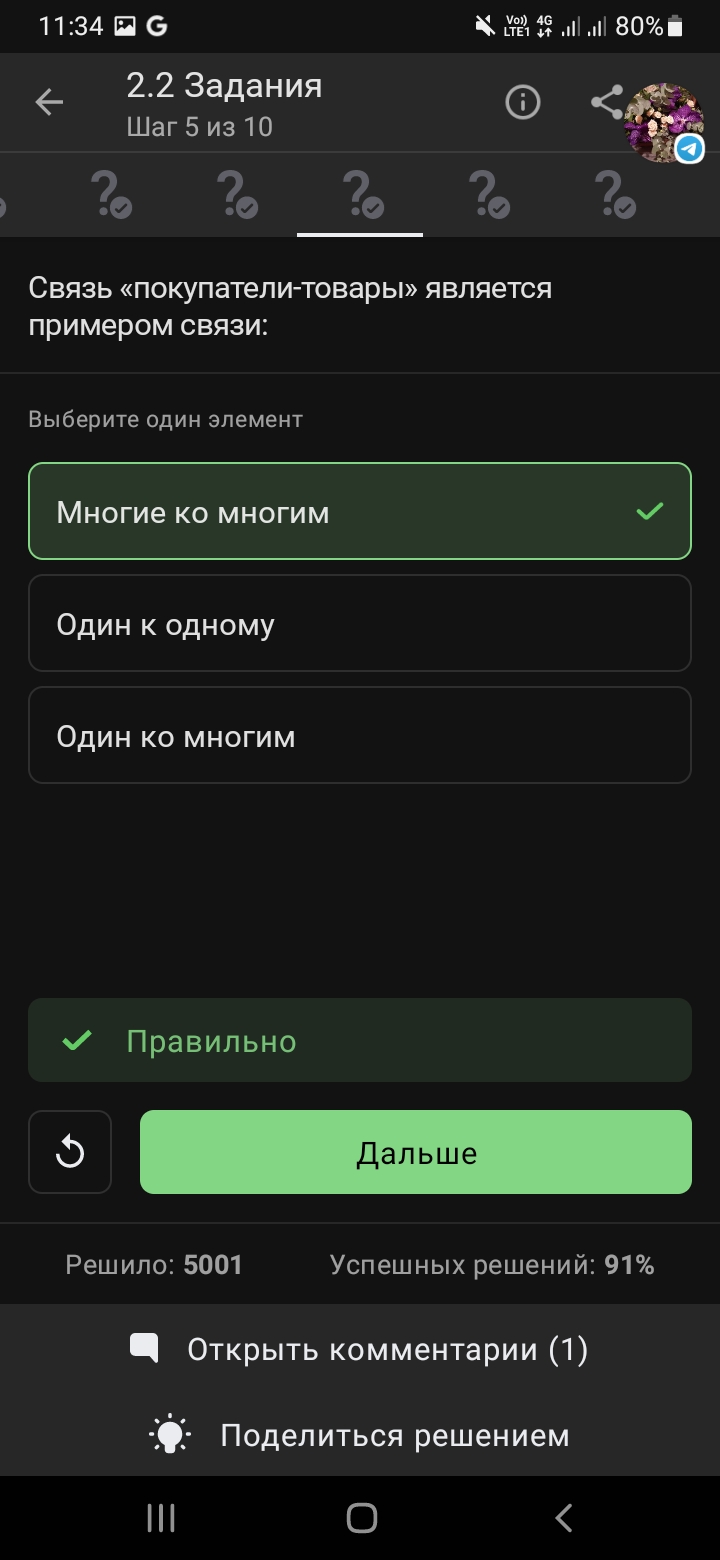 11:34 G Vo)) LTE1 4G 80%
2.2 Задания
Шаг 5 из 10
? ? ? ? ?
Связь «покупатели-товары» является
примером связи:
Выберите один элемент
Многие ко многим
Один к одному
Один ко многим
Правильно
Дальше
Решило: 5001 Успешных решений: 91%
Открыть комментарии (1)
Поделиться решением